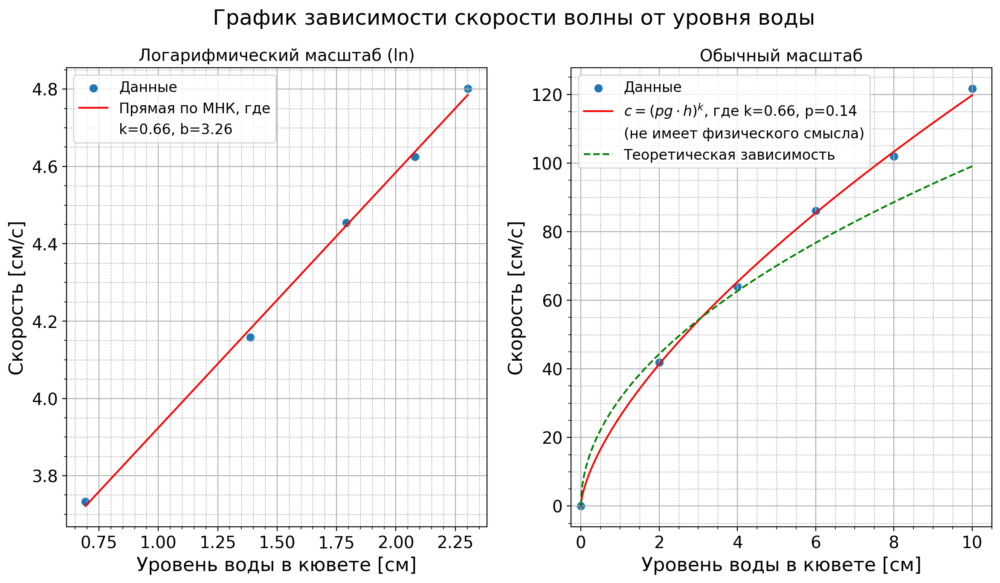 График зависимости скорости волны от уровня воды
Логарифмический масштаб (ln)
Данные
Прямая по МНК, где
k=0.66, b=3.26
4.8
4.6
4.4
4.2
4.0
3.8
Скорость [см/с]
0.75 1.00 1.25 1.50 1.75 2.00 2.25
Уровень воды в кювете [см]
Обычный масштаб
Данные
c = (pg · h)^k, где k=0.66, p=0.14
(не имеет физического смысла)
Теоретическая зависимость
120
100
80
60
40
20
0
Скорость [см/с]
0 2 4 6 8 10
Уровень воды в кювете [см]